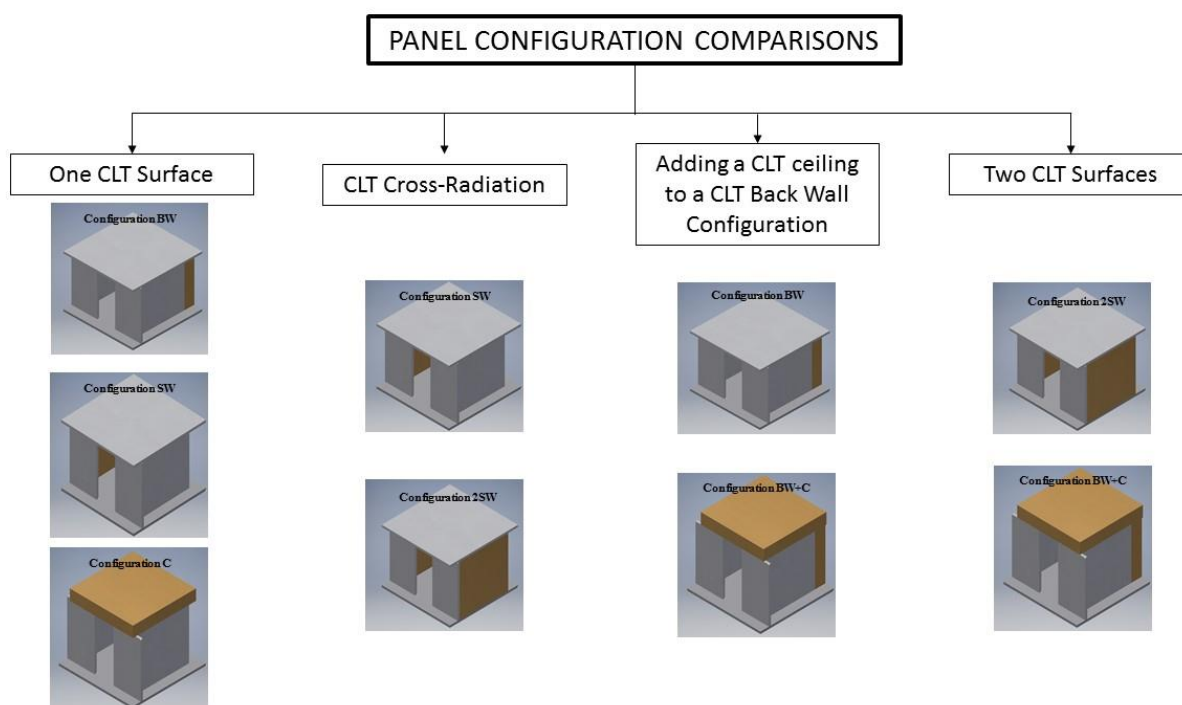 PANEL CONFIGURATION COMPARISONS
One CLT Surface
Configuration BW
Configuration SW
Configuration C
CLT Cross-Radiation
Configuration SW
Configuration 2SW
Adding a CLT ceiling
to a CLT Back Wall
Configuration
Configuration BW
Configuration BW+C
Two CLT Surfaces
Configuration 2SW
Configuration BW+C